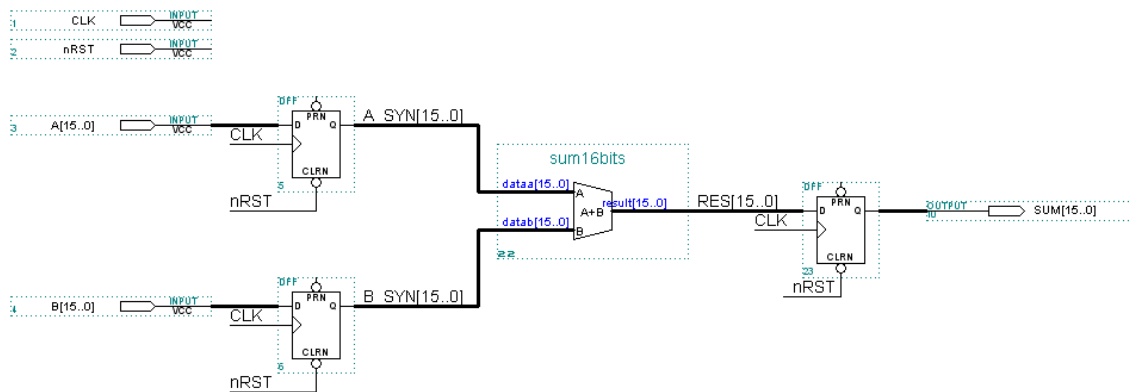 1 CLK INPUT VCC
2 nRST INPUT VCC
3 A[15..0] INPUT VCC
DFF
PRN
D Q
CLK
CLRN
5
nRST
A_SYN[15..0]
4 B[15..0] INPUT VCC
DFF
PRN
D Q
CLK
CLRN
6
nRST
B_SYN[15..0]
sum16bits
dataa[15..0] A
A+B
result[15..0]
datab[15..0] B
22
RES[15..0]
DFF
PRN
D Q
CLK
CLRN
23
nRST
OUTPUT
10
SUM[15..0]